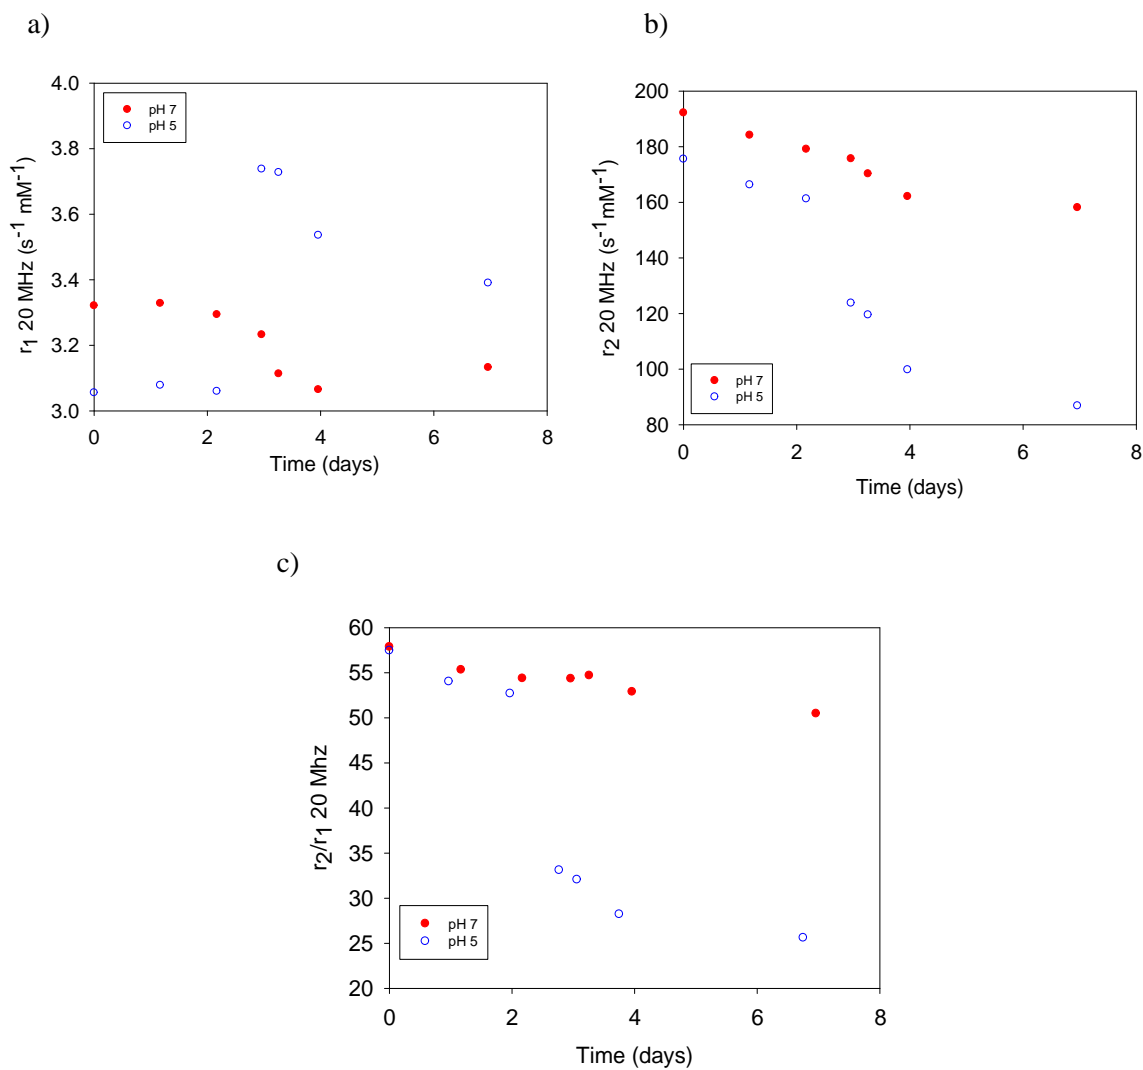 a)
b)
4.0
3.8
3.6
3.4
3.2
3.0
0 2 4 6 8
Time (days)
r1 20 MHz (s-1 mM-1)
pH 7
pH 5
200
180
160
140
120
100
80
0 2 4 6 8
Time (days)
r2 20 MHz (s-1mM-1)
pH 7
pH 5
c)
60
55
50
45
40
35
30
25
20
0 2 4 6 8
Time (days)
r2/r1 20 Mhz
pH 7
pH 5